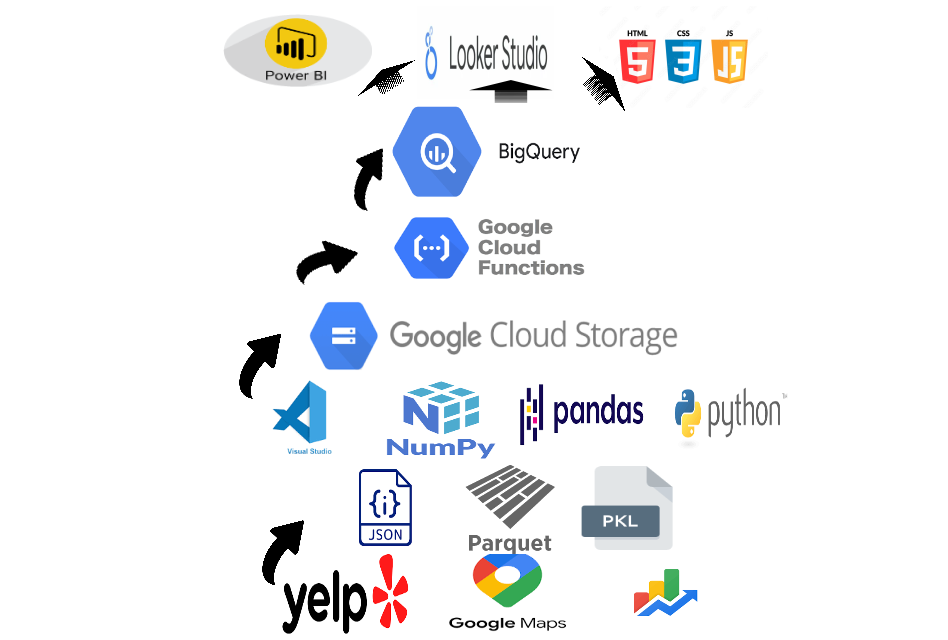 Power BI
Looker Studio
HTML CSS JS
5 3 JS
BigQuery
Google
Cloud
Functions
Google Cloud Storage
Visual Studio
NumPy
pandas
python
{i}
JSON
Parquet
PKL
yelp
Google Maps